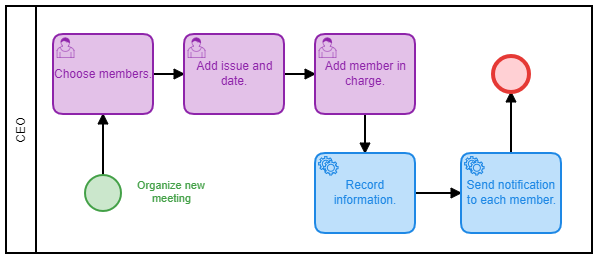 CEO
Choose members.
Add issue and
date.
Add member in
charge.
Organize new
meeting
Record
information.
Send notification
to each member.